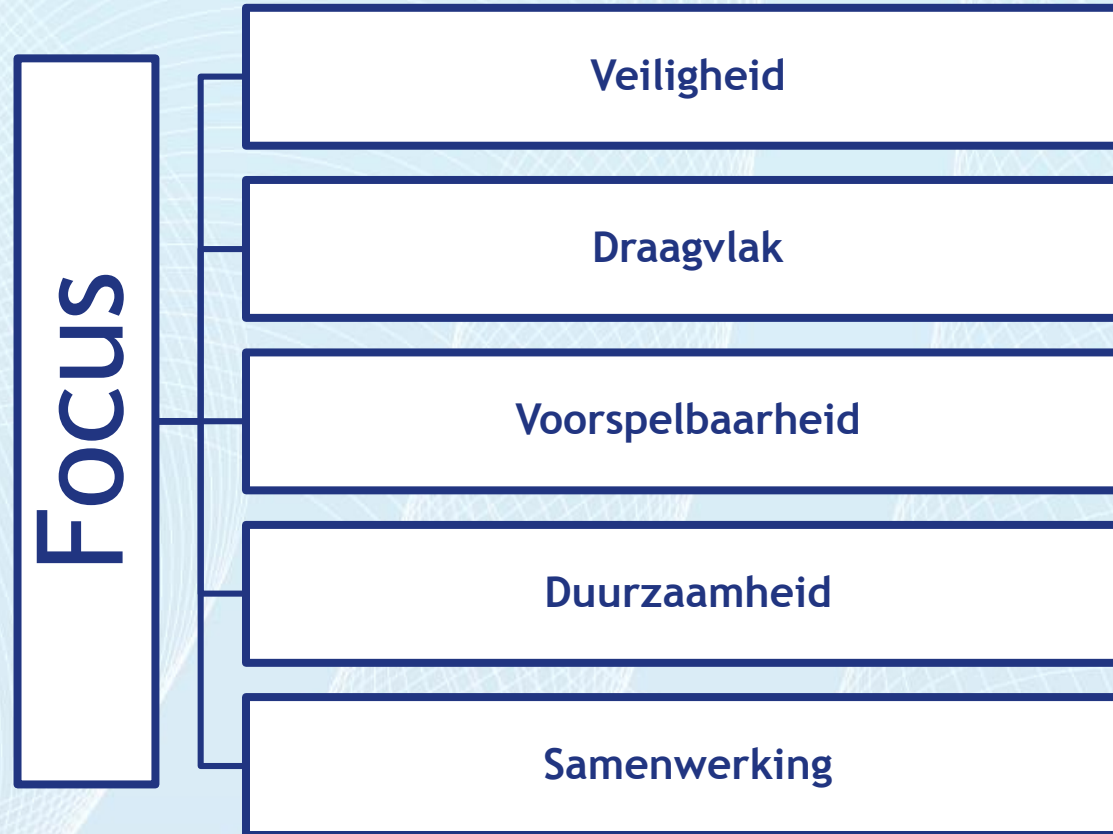 Focus
Veiligheid
Draagvlak
Voorspelbaarheid
Duurzaamheid
Samenwerking